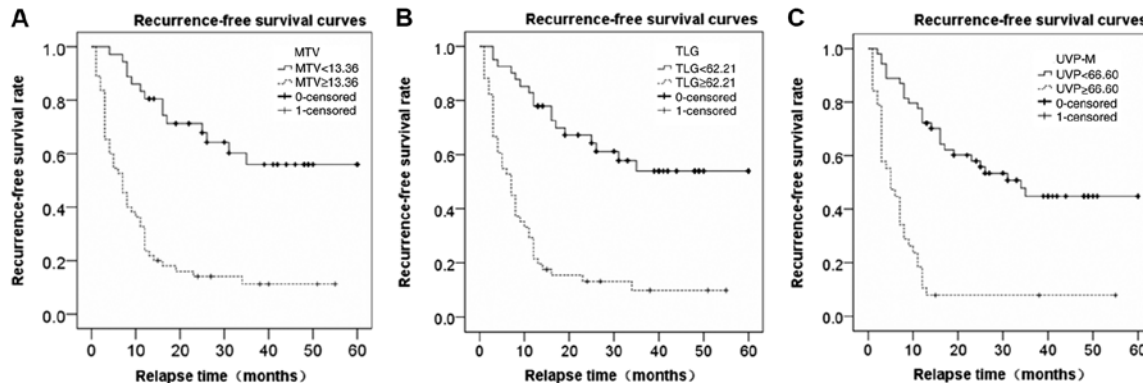 A
Recurrence-free survival curves
MTV
MTV<13.36
MTV≥13.36
0-censored
1-censored
Recurrence-free survival rate
1.0
0.8
0.6
0.4
0.2
0.0
0 10 20 30 40 50 60
Relapse time（months）
B
Recurrence-free survival curves
TLG
TLG<62.21
TLG≥62.21
0-censored
1-censored
Recurrence-free survival rate
1.0
0.8
0.6
0.4
0.2
0.0
0 10 20 30 40 50 60
Relapse time（months）
C
Recurrence-free survival curves
UVP-M
UVP<66.60
UVP≥66.60
0-censored
1-censored
Recurrence-free survival rate
1.0
0.8
0.6
0.4
0.2
0.0
0 10 20 30 40 50 60
Relapse time（months）